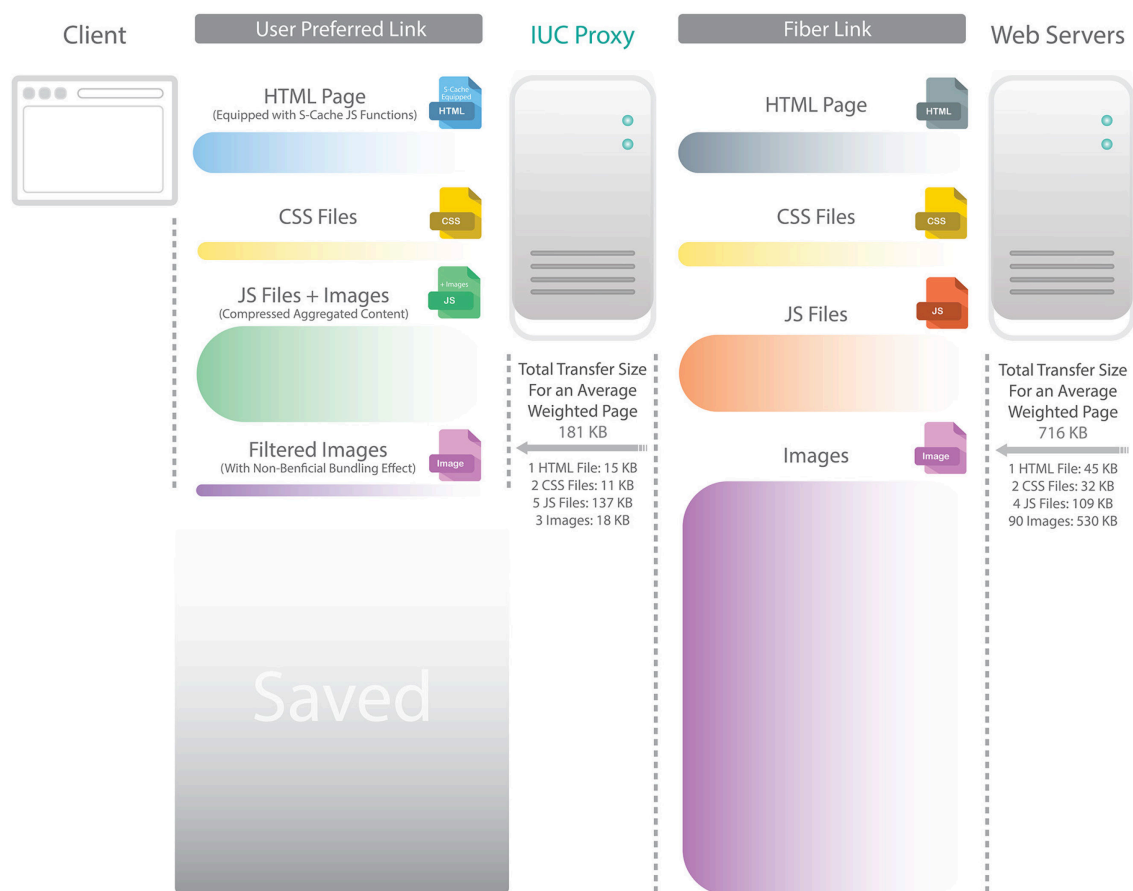 Client
User Preferred Link
IUC Proxy
Fiber Link
Web Servers
HTML Page
(Equipped with S-Cache JS Functions)
S-Cache
Equipped
HTML
CSS Files
CSS
JS Files + Images
(Compressed Aggregated Content)
+ Images
JS
Filtered Images
(With Non-Benficial Bundling Effect)
Image
Saved
Total Transfer Size
For an Average
Weighted Page
181 KB
1 HTML File: 15 KB
2 CSS Files: 11 KB
5 JS Files: 137 KB
3 Images: 18 KB
HTML Page
HTML
CSS Files
CSS
JS Files
JS
Images
Image
Total Transfer Size
For an Average
Weighted Page
716 KB
1 HTML File: 45 KB
2 CSS Files: 32 KB
4 JS Files: 109 KB
90 Images: 530 KB